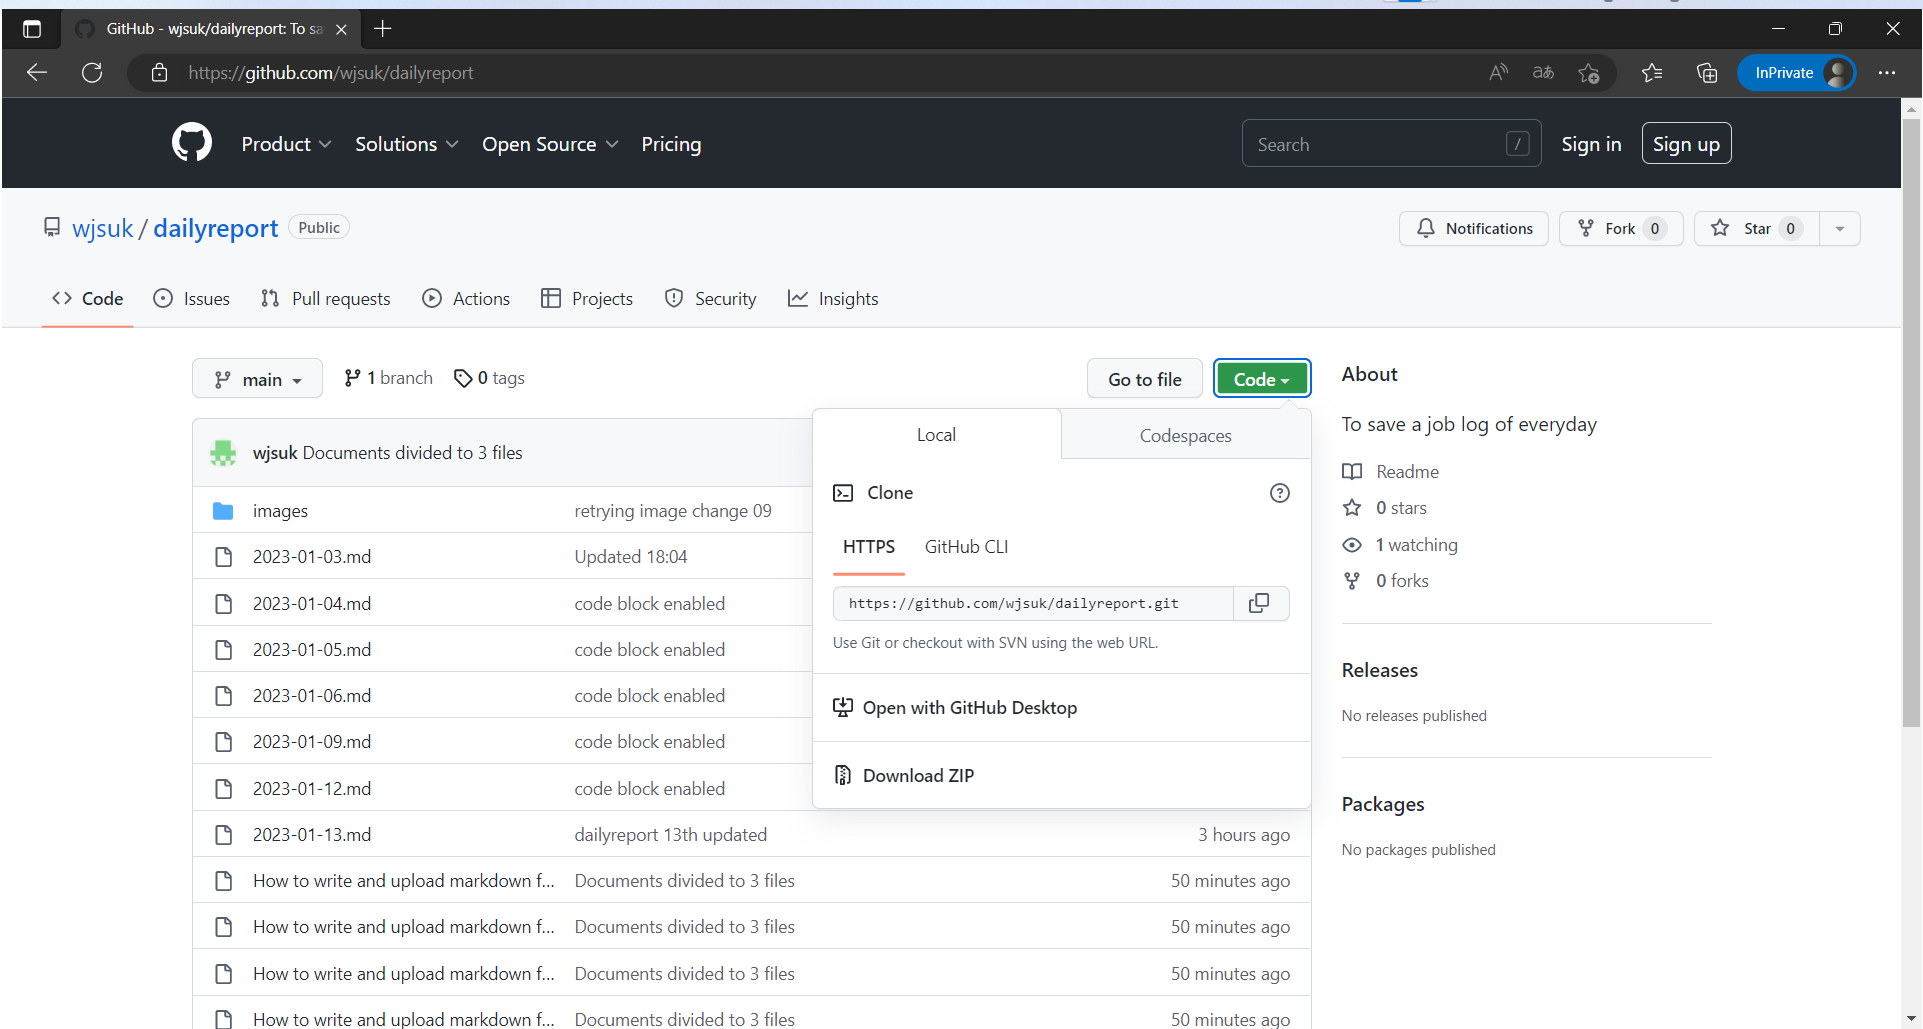 GitHub - wjsuk/dailyreport: To sa
https://github.com/wjsuk/dailyreport
InPrivate
Product Solutions Open Source Pricing
Search /
Sign in Sign up
wjsuk / dailyreport Public
Notifications Fork 0 Star 0
Code Issues Pull requests Actions Projects Security Insights
main 1 branch 0 tags
Go to file Code
wjsuk Documents divided to 3 files
images retrying image change 09
2023-01-03.md Updated 18:04
2023-01-04.md code block enabled
2023-01-05.md code block enabled
2023-01-06.md code block enabled
2023-01-09.md code block enabled
2023-01-12.md code block enabled
2023-01-13.md dailyreport 13th updated 3 hours ago
How to write and upload markdown f... Documents divided to 3 files 50 minutes ago
How to write and upload markdown f... Documents divided to 3 files 50 minutes ago
How to write and upload markdown f... Documents divided to 3 files 50 minutes ago
How to write and upload markdown f... Documents divided to 3 files 50 minutes ago
Local Codespaces
Clone
HTTPS GitHub CLI
https://github.com/wjsuk/dailyreport.git
Use Git or checkout with SVN using the web URL.
Open with GitHub Desktop
Download ZIP
About
To save a job log of everyday
Readme
0 stars
1 watching
0 forks
Releases
No releases published
Packages
No packages published